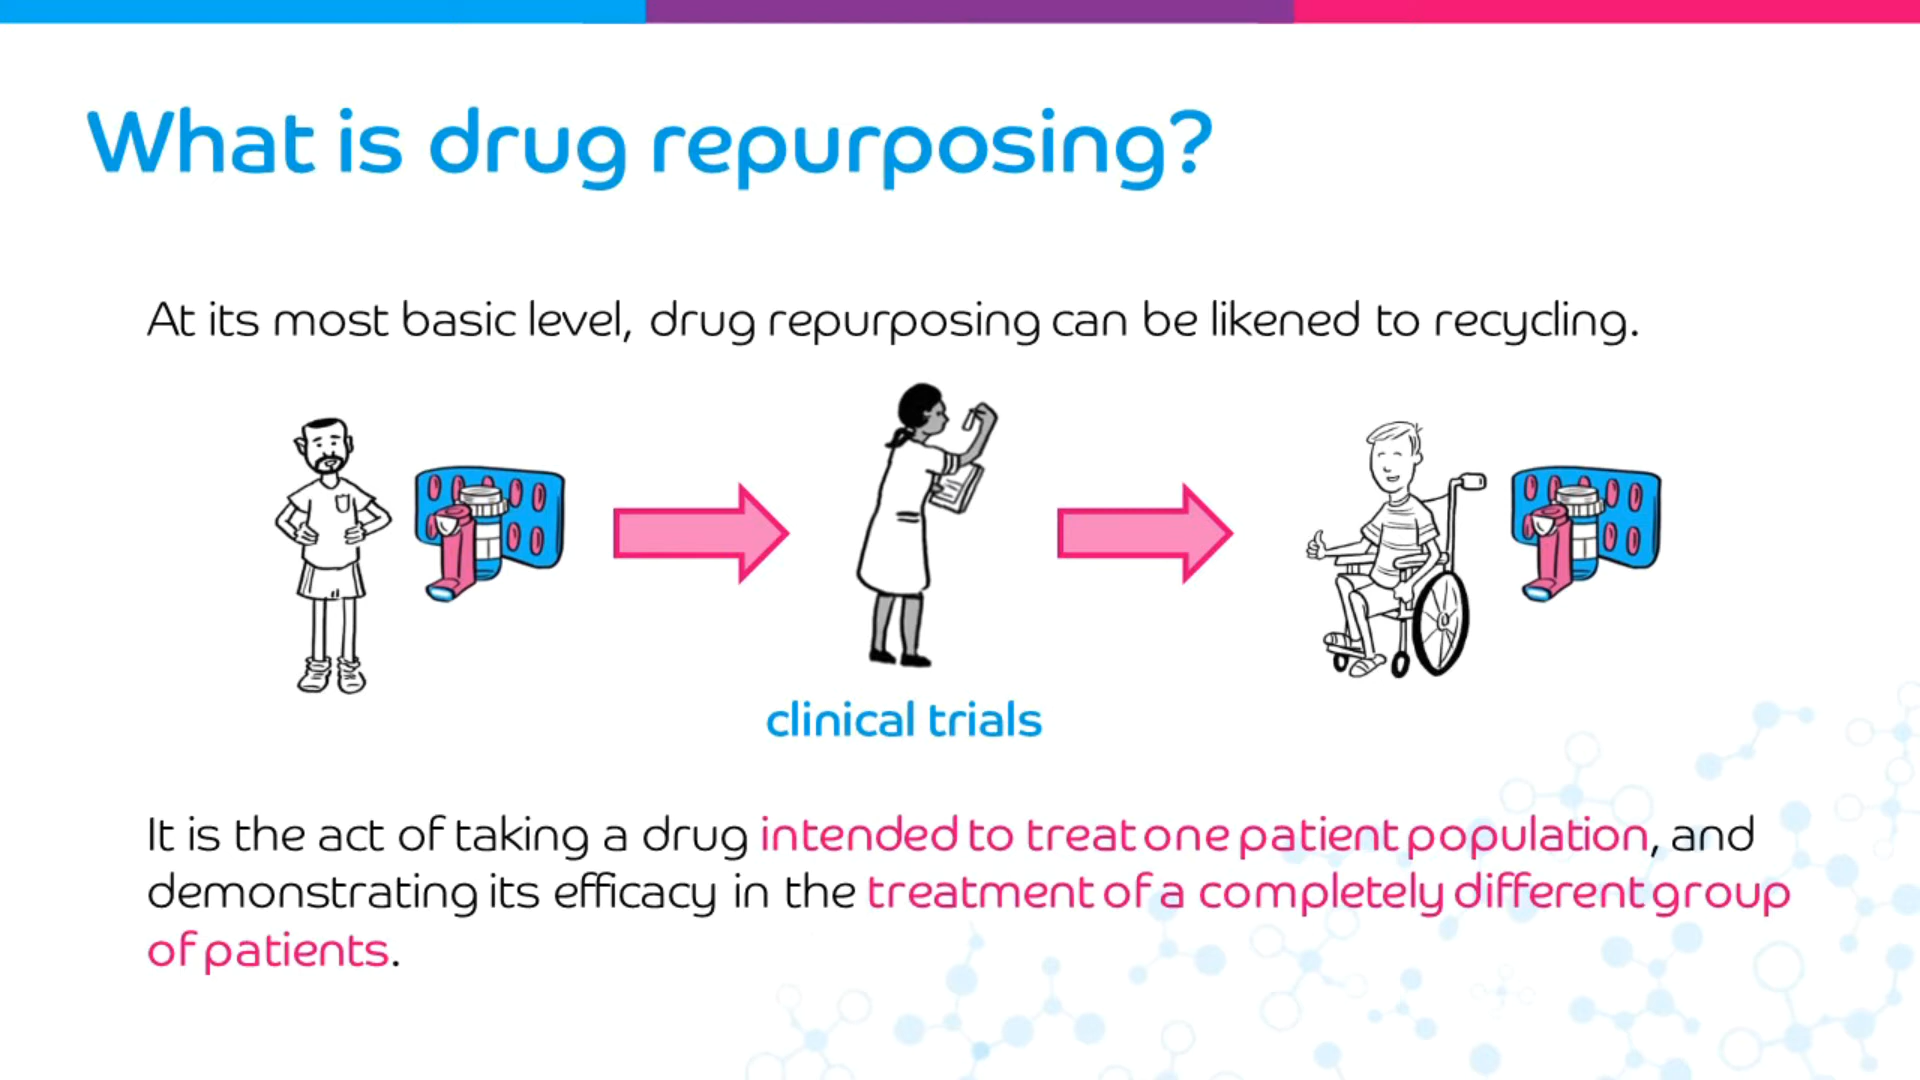 What is drug repurposing?
At its most basic level, drug repurposing can be likened to recycling.
clinical trials
It is the act of taking a drug intended to treat one patient population, and
demonstrating its efficacy in the treatment of a completely different group
of patients.